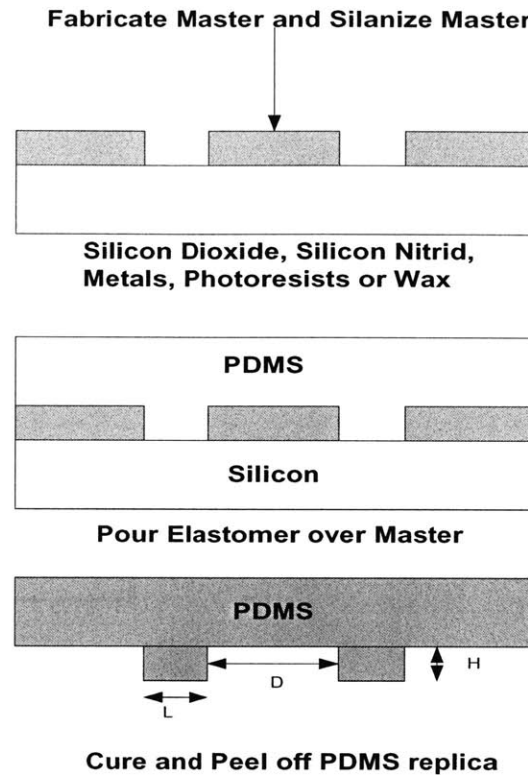 Fabricate Master and Silanize Master
Silicon Dioxide, Silicon Nitrid,
Metals, Photoresists or Wax
PDMS
Silicon
Pour Elastomer over Master
PDMS
H
D
L
Cure and Peel off PDMS replica